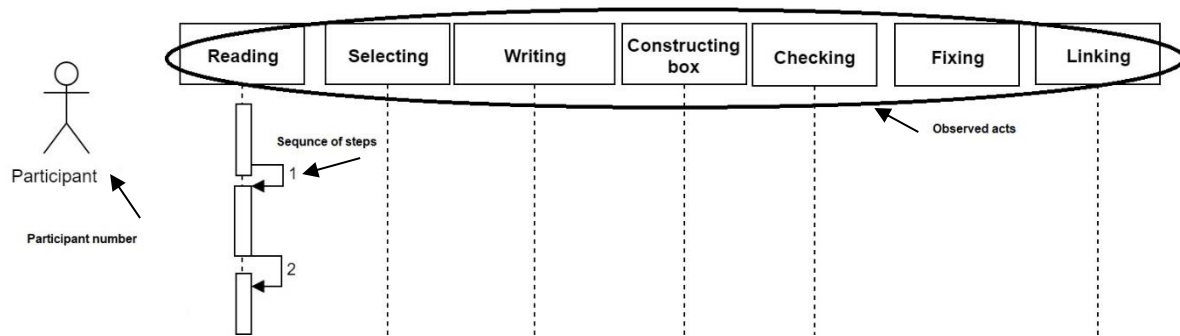 Reading
Selecting
Writing
Constructing
box
Checking
Fixing
Linking
Observed acts
Sequnce of steps
1
Participant
Participant number
2